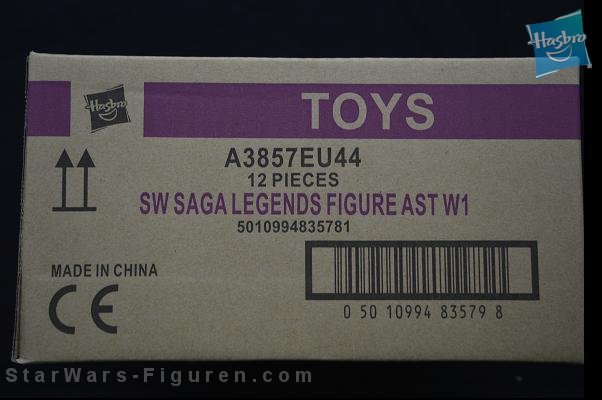 Hasbro
Hasbro
TOYS
A3857EU44
12 PIECES
SW SAGA LEGENDS FIGURE AST W1
5010994835781
MADE IN CHINA
CE
0 50 10994 83579 8
StarWars-Figuren.com